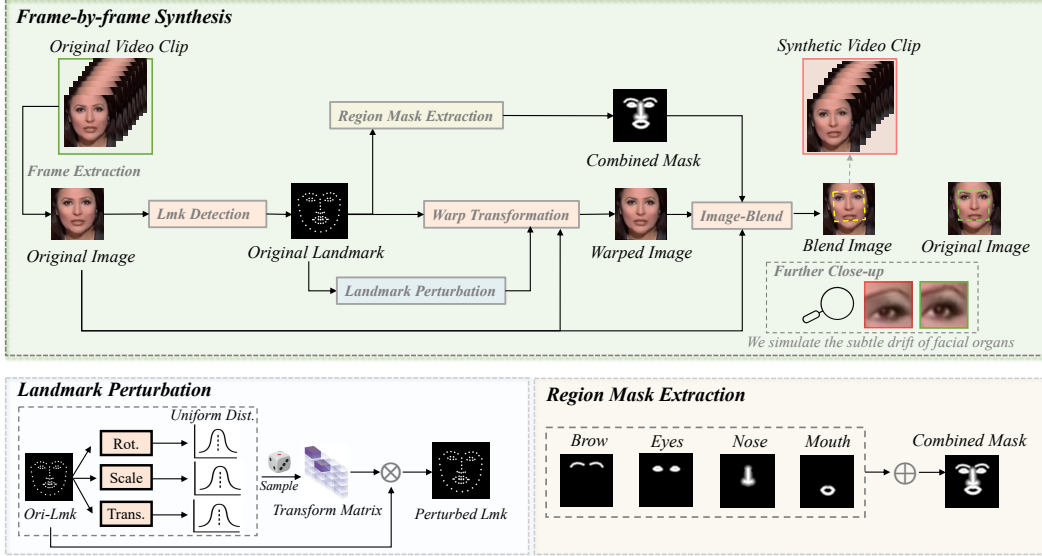 Frame-by-frame Synthesis
Original Video Clip
Synthetic Video Clip
Region Mask Extraction
Combined Mask
Frame Extraction
Lmk Detection
Warp Transformation
Image-Blend
Original Image
Original Landmark
Warped Image
Blend Image
Original Image
Landmark Perturbation
Further Close-up
We simulate the subtle drift of facial organs
Landmark Perturbation
Uniform Dist.
Rot.
Scale
Trans.
Ori-Lmk
Sample
Transform Matrix
Perturbed Lmk
Region Mask Extraction
Brow
Eyes
Nose
Mouth
Combined Mask